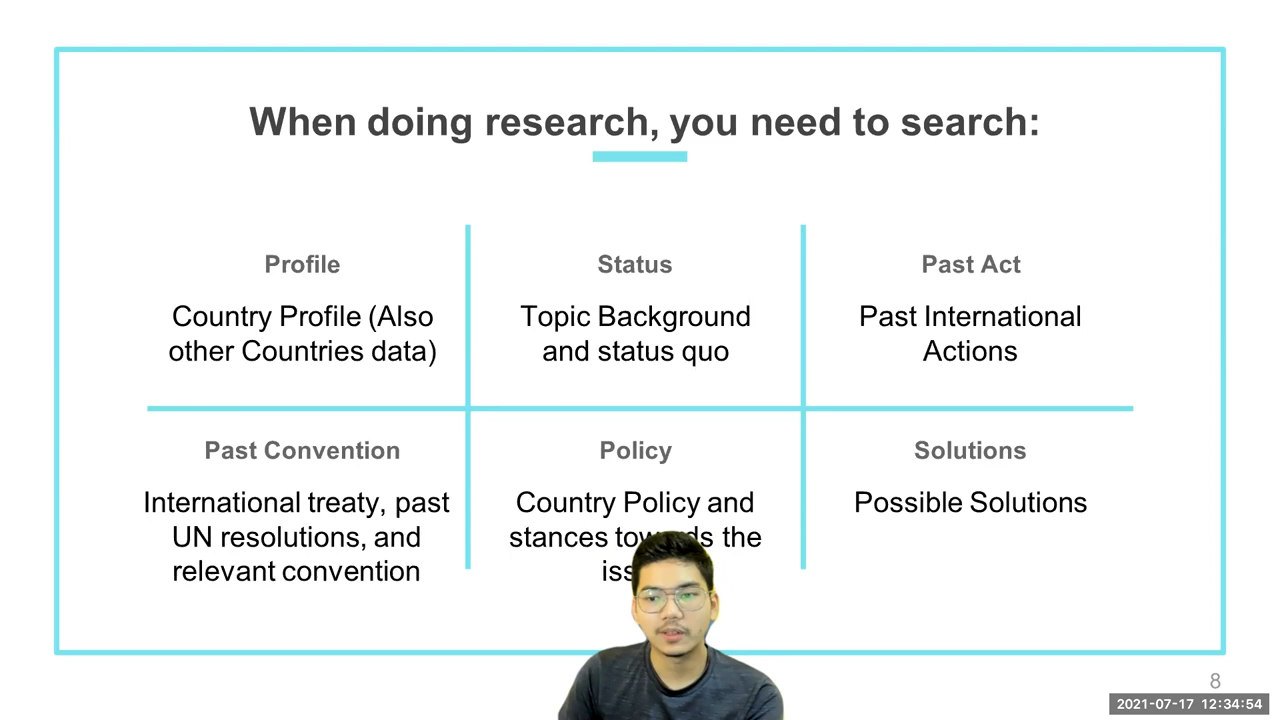 When doing research, you need to search:
Profile
Country Profile (Also
other Countries data)
Status
Topic Background
and status quo
Past Act
Past International
Actions
Past Convention
International treaty, past
UN resolutions, and
relevant convention
Policy
Country Policy and
stances the
Solutions
Possible Solutions
8
2021-07-17 12:34:54